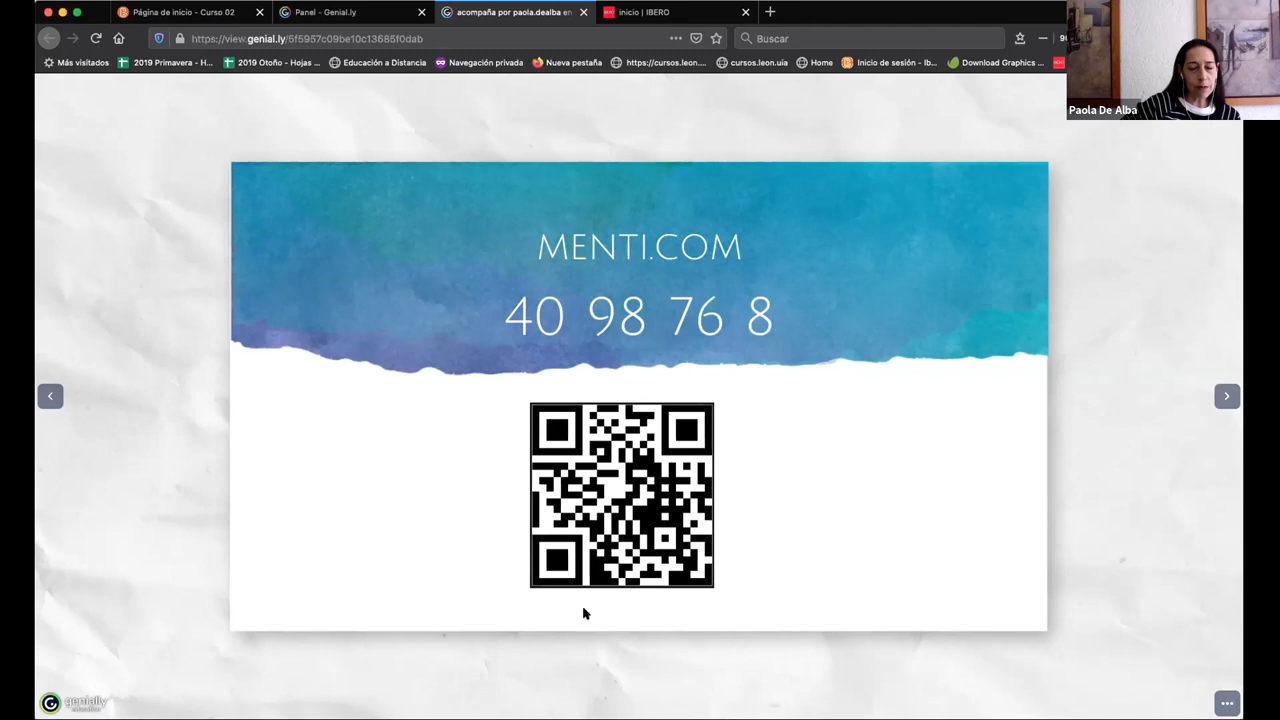 Página de inicio - Curso 02
Panel - Genial.ly
acompaña por paola.dealba en
inicio | IBERO
https://view.genial.ly/5f5957c09be10c13685f0dab
Buscar
90
Más visitados
2019 Primavera - H...
2019 Otoño - Hojas ...
Educación a Distancia
Navegación privada
Nueva pestaña
https://cursos.leon....
cursos.leon.uia
Home
Inicio de sesión - Ib...
Download Graphics ...
Paola De Alba
MENTI.COM
40 98 76 8
genially